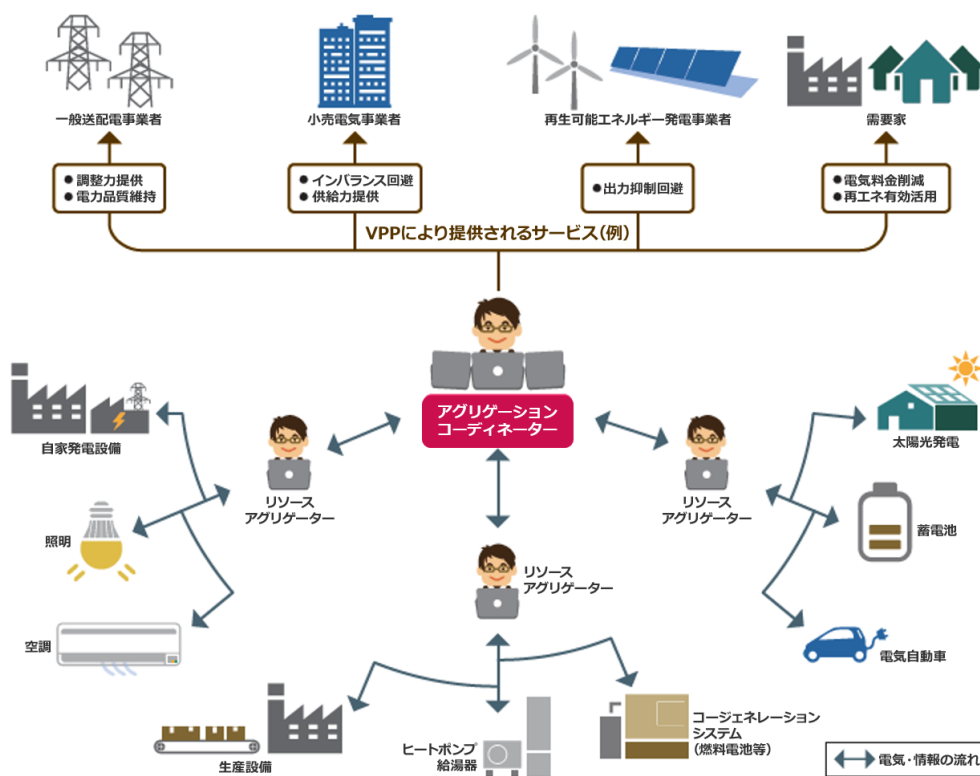 一般送配電事業者
小売電気事業者
再生可能エネルギー発電事業者
需要家
●調整力提供
●電力品質維持
●インバランス回避
●供給力提供
●出力抑制回避
●電気料金削減
●再エネ有効活用
VPPにより提供されるサービス(例)
アグリゲーション
コーディネーター
自家発電設備
リソース
アグリゲーター
照明
空調
リソース
アグリゲーター
太陽光発電
蓄電池
電気自動車
リソース
アグリゲーター
生産設備
ヒートポンプ
給湯器
コージェネレーション
システム
(燃料電池等)
電気・情報の流れ